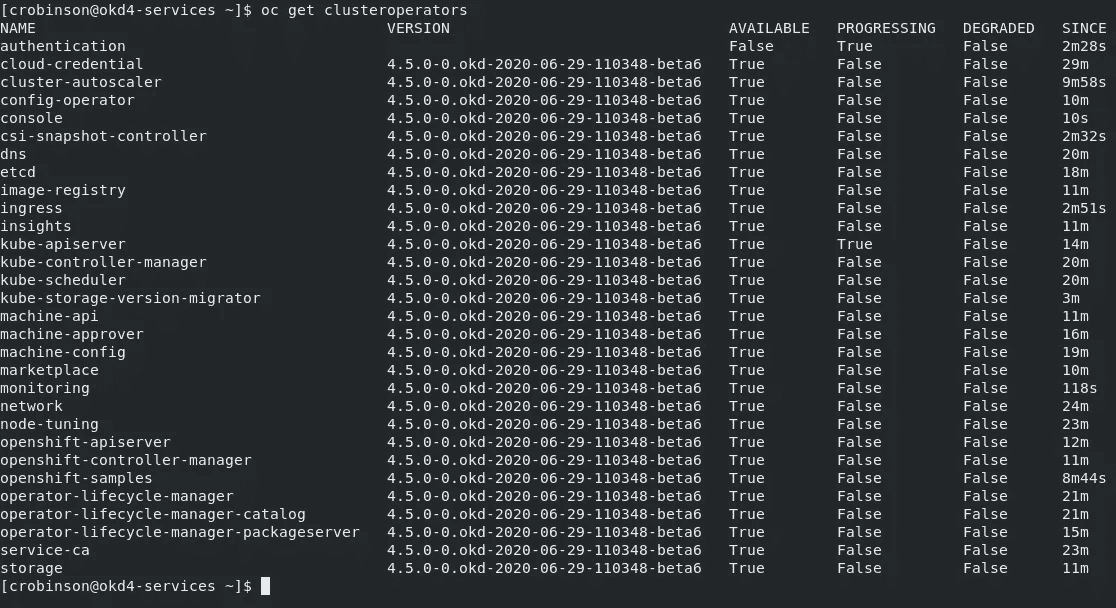 [crobinson@okd4-services ~]$ oc get clusteroperators
NAME                                       VERSION                               AVAILABLE   PROGRESSING   DEGRADED   SINCE
authentication                                                                   False       True          False      2m28s
cloud-credential                           4.5.0-0.okd-2020-06-29-110348-beta6   True        False         False      29m
cluster-autoscaler                         4.5.0-0.okd-2020-06-29-110348-beta6   True        False         False      9m58s
config-operator                            4.5.0-0.okd-2020-06-29-110348-beta6   True        False         False      10m
console                                    4.5.0-0.okd-2020-06-29-110348-beta6   True        False         False      10s
csi-snapshot-controller                    4.5.0-0.okd-2020-06-29-110348-beta6   True        False         False      2m32s
dns                                        4.5.0-0.okd-2020-06-29-110348-beta6   True        False         False      20m
etcd                                       4.5.0-0.okd-2020-06-29-110348-beta6   True        False         False      18m
image-registry                             4.5.0-0.okd-2020-06-29-110348-beta6   True        False         False      11m
ingress                                    4.5.0-0.okd-2020-06-29-110348-beta6   True        False         False      2m51s
insights                                   4.5.0-0.okd-2020-06-29-110348-beta6   True        False         False      11m
kube-apiserver                             4.5.0-0.okd-2020-06-29-110348-beta6   True        True          False      14m
kube-controller-manager                    4.5.0-0.okd-2020-06-29-110348-beta6   True        False         False      20m
kube-scheduler                             4.5.0-0.okd-2020-06-29-110348-beta6   True        False         False      20m
kube-storage-version-migrator              4.5.0-0.okd-2020-06-29-110348-beta6   True        False         False      3m
machine-api                                4.5.0-0.okd-2020-06-29-110348-beta6   True        False         False      11m
machine-approver                           4.5.0-0.okd-2020-06-29-110348-beta6   True        False         False      16m
machine-config                             4.5.0-0.okd-2020-06-29-110348-beta6   True        False         False      19m
marketplace                                4.5.0-0.okd-2020-06-29-110348-beta6   True        False         False      10m
monitoring                                 4.5.0-0.okd-2020-06-29-110348-beta6   True        False         False      118s
network                                    4.5.0-0.okd-2020-06-29-110348-beta6   True        False         False      24m
node-tuning                                4.5.0-0.okd-2020-06-29-110348-beta6   True        False         False      23m
openshift-apiserver                        4.5.0-0.okd-2020-06-29-110348-beta6   True        False         False      12m
openshift-controller-manager               4.5.0-0.okd-2020-06-29-110348-beta6   True        False         False      11m
openshift-samples                          4.5.0-0.okd-2020-06-29-110348-beta6   True        False         False      8m44s
operator-lifecycle-manager                 4.5.0-0.okd-2020-06-29-110348-beta6   True        False         False      21m
operator-lifecycle-manager-catalog         4.5.0-0.okd-2020-06-29-110348-beta6   True        False         False      21m
operator-lifecycle-manager-packageserver   4.5.0-0.okd-2020-06-29-110348-beta6   True        False         False      15m
service-ca                                 4.5.0-0.okd-2020-06-29-110348-beta6   True        False         False      23m
storage                                    4.5.0-0.okd-2020-06-29-110348-beta6   True        False         False      11m
[crobinson@okd4-services ~]$